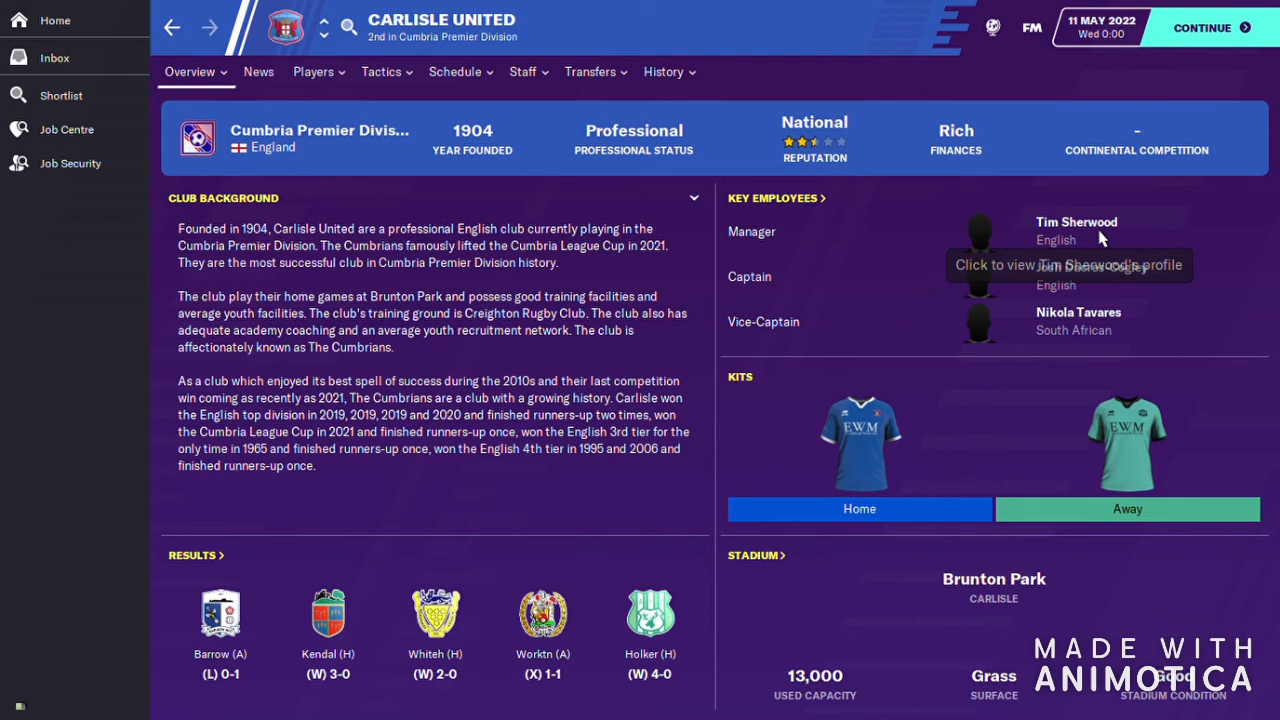 Home
Inbox
Shortlist
Job Centre
Job Security
CARLISLE UNITED
2nd in Cumbria Premier Division
FM
11 MAY 2022
Wed 0:00
CONTINUE
Overview
News
Players
Tactics
Schedule
Staff
Transfers
History
Cumbria Premier Divis...
England
1904
YEAR FOUNDED
Professional
PROFESSIONAL STATUS
National
REPUTATION
Rich
FINANCES
-
CONTINENTAL COMPETITION
CLUB BACKGROUND
Founded in 1904, Carlisle United are a professional English club currently playing in the
Cumbria Premier Division. The Cumbrians famously lifted the Cumbria League Cup in 2021.
They are the most successful club in Cumbria Premier Division history.
The club play their home games at Brunton Park and possess good training facilities and
average youth facilities. The club's training ground is Creighton Rugby Club. The club also has
adequate academy coaching and an average youth recruitment network. The club is
affectionately known as The Cumbrians.
As a club which enjoyed its best spell of success during the 2010s and their last competition
win coming as recently as 2021, The Cumbrians are a club with a growing history. Carlisle won
the English top division in 2019, 2019, 2019 and 2020 and finished runners-up two times, won
the Cumbria League Cup in 2021 and finished runners-up once, won the English 3rd tier for the
only time in 1965 and finished runners-up once, won the English 4th tier in 1995 and 2006 and
finished runners-up once.
KEY EMPLOYEES >
Manager
Tim Sherwood
English
Click to view Tim Sherwood's profile
Captain
English
Vice-Captain
Nikola Tavares
South African
KITS
EWM
EWM
Home
Away
RESULTS >
Barrow (A)
(L) 0-1
Kendal (H)
(W) 3-0
Whiteh (H)
(W) 2-0
Worktn (A)
(X) 1-1
Holker (H)
(W) 4-0
STADIUM >
Brunton Park
CARLISLE
13,000
USED CAPACITY
Grass
SURFACE
Good
STADIUM CONDITION
MADE WITH
ANIMOTICA